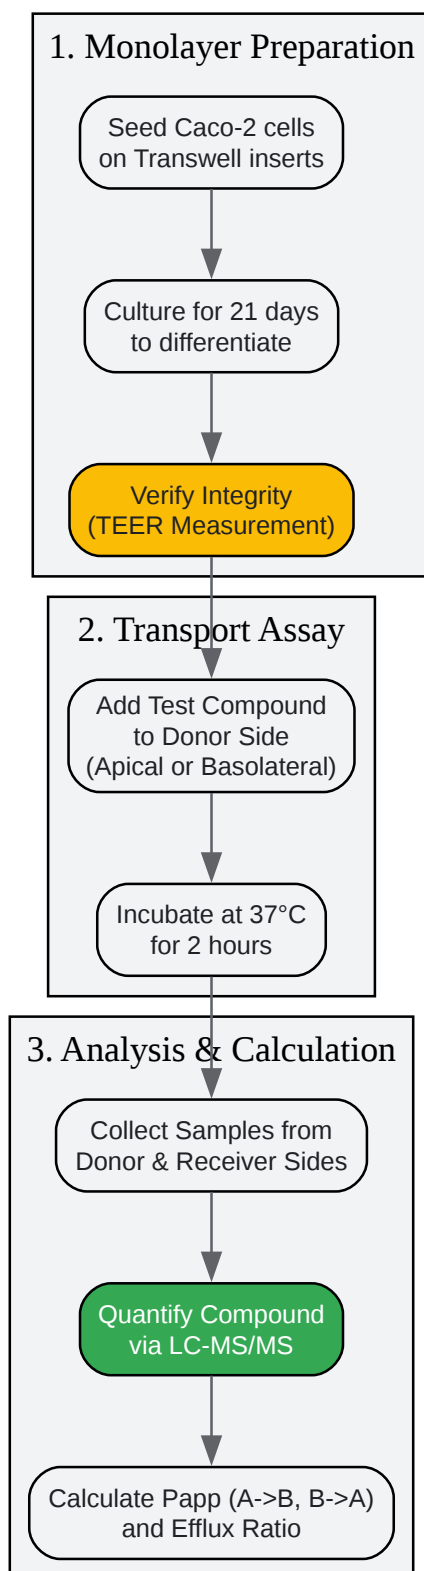 1. Monolayer Preparation
Seed Caco-2 cells
on Transwell inserts
Culture for 21 days
to differentiate
Verify Integrity
(TEER Measurement)
2. Transport Assay
Add Test Compound
to Donor Side
(Apical or Basolateral)
Incubate at 37°C
for 2 hours
3. Analysis & Calculation
Collect Samples from
Donor & Receiver Sides
Quantify Compound
via LC-MS/MS
Calculate Papp (A->B, B->A)
and Efflux Ratio